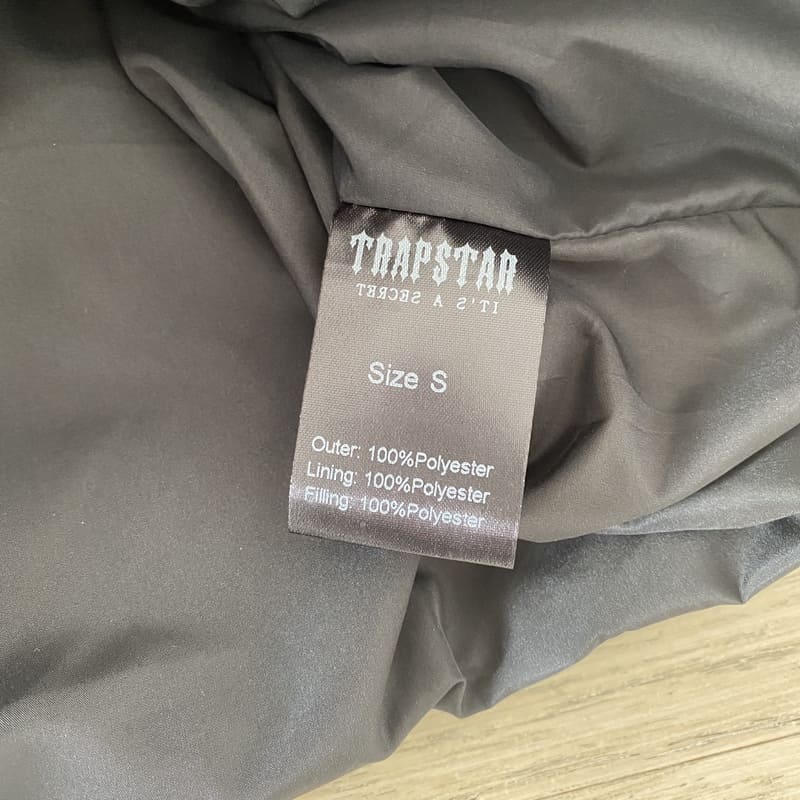 TRAPSTAR
IT'S A SECRET
Size S
Outer: 100%Polyester
Lining: 100%Polyester
Filling: 100%Polyester